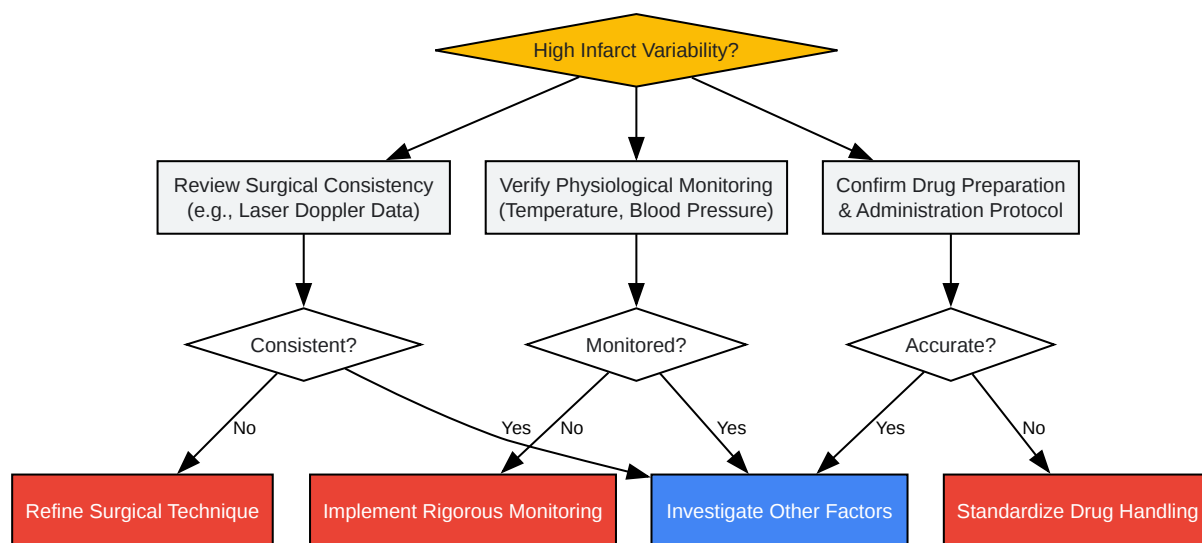 High Infarct Variability?
Review Surgical Consistency
(e.g., Laser Doppler Data)
Verify Physiological Monitoring
(Temperature, Blood Pressure)
Confirm Drug Preparation
& Administration Protocol
Consistent?
Monitored?
Accurate?
No
Yes
No
Yes
Yes
No
Refine Surgical Technique
Implement Rigorous Monitoring
Investigate Other Factors
Standardize Drug Handling